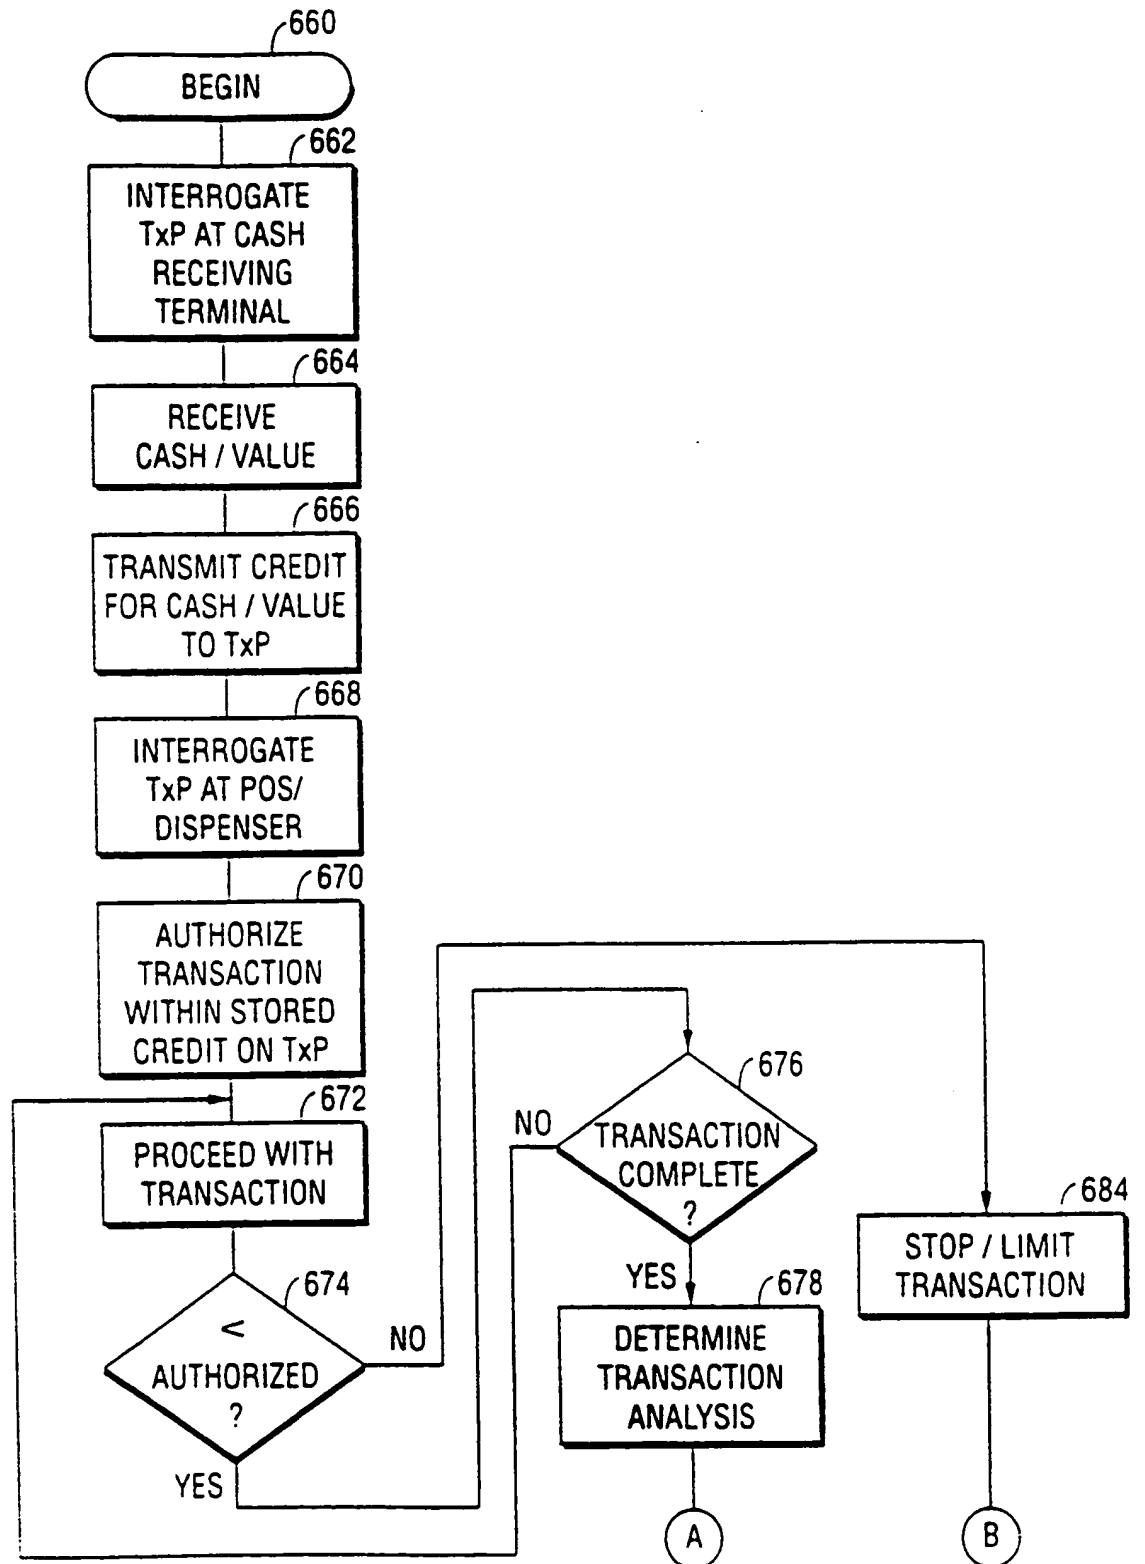 660
BEGIN
662
INTERROGATE
TxP AT CASH
RECEIVING
TERMINAL
664
RECEIVE
CASH / VALUE
666
TRANSMIT CREDIT
FOR CASH / VALUE
TO TxP
668
INTERROGATE
TxP AT POS/
DISPENSER
670
AUTHORIZE
TRANSACTION
WITHIN STORED
CREDIT ON TxP
672
PROCEED WITH
TRANSACTION
674
<
AUTHORIZED
?
NO
YES
676
TRANSACTION
COMPLETE
?
NO
YES
678
DETERMINE
TRANSACTION
ANALYSIS
A
684
STOP / LIMIT
TRANSACTION
B